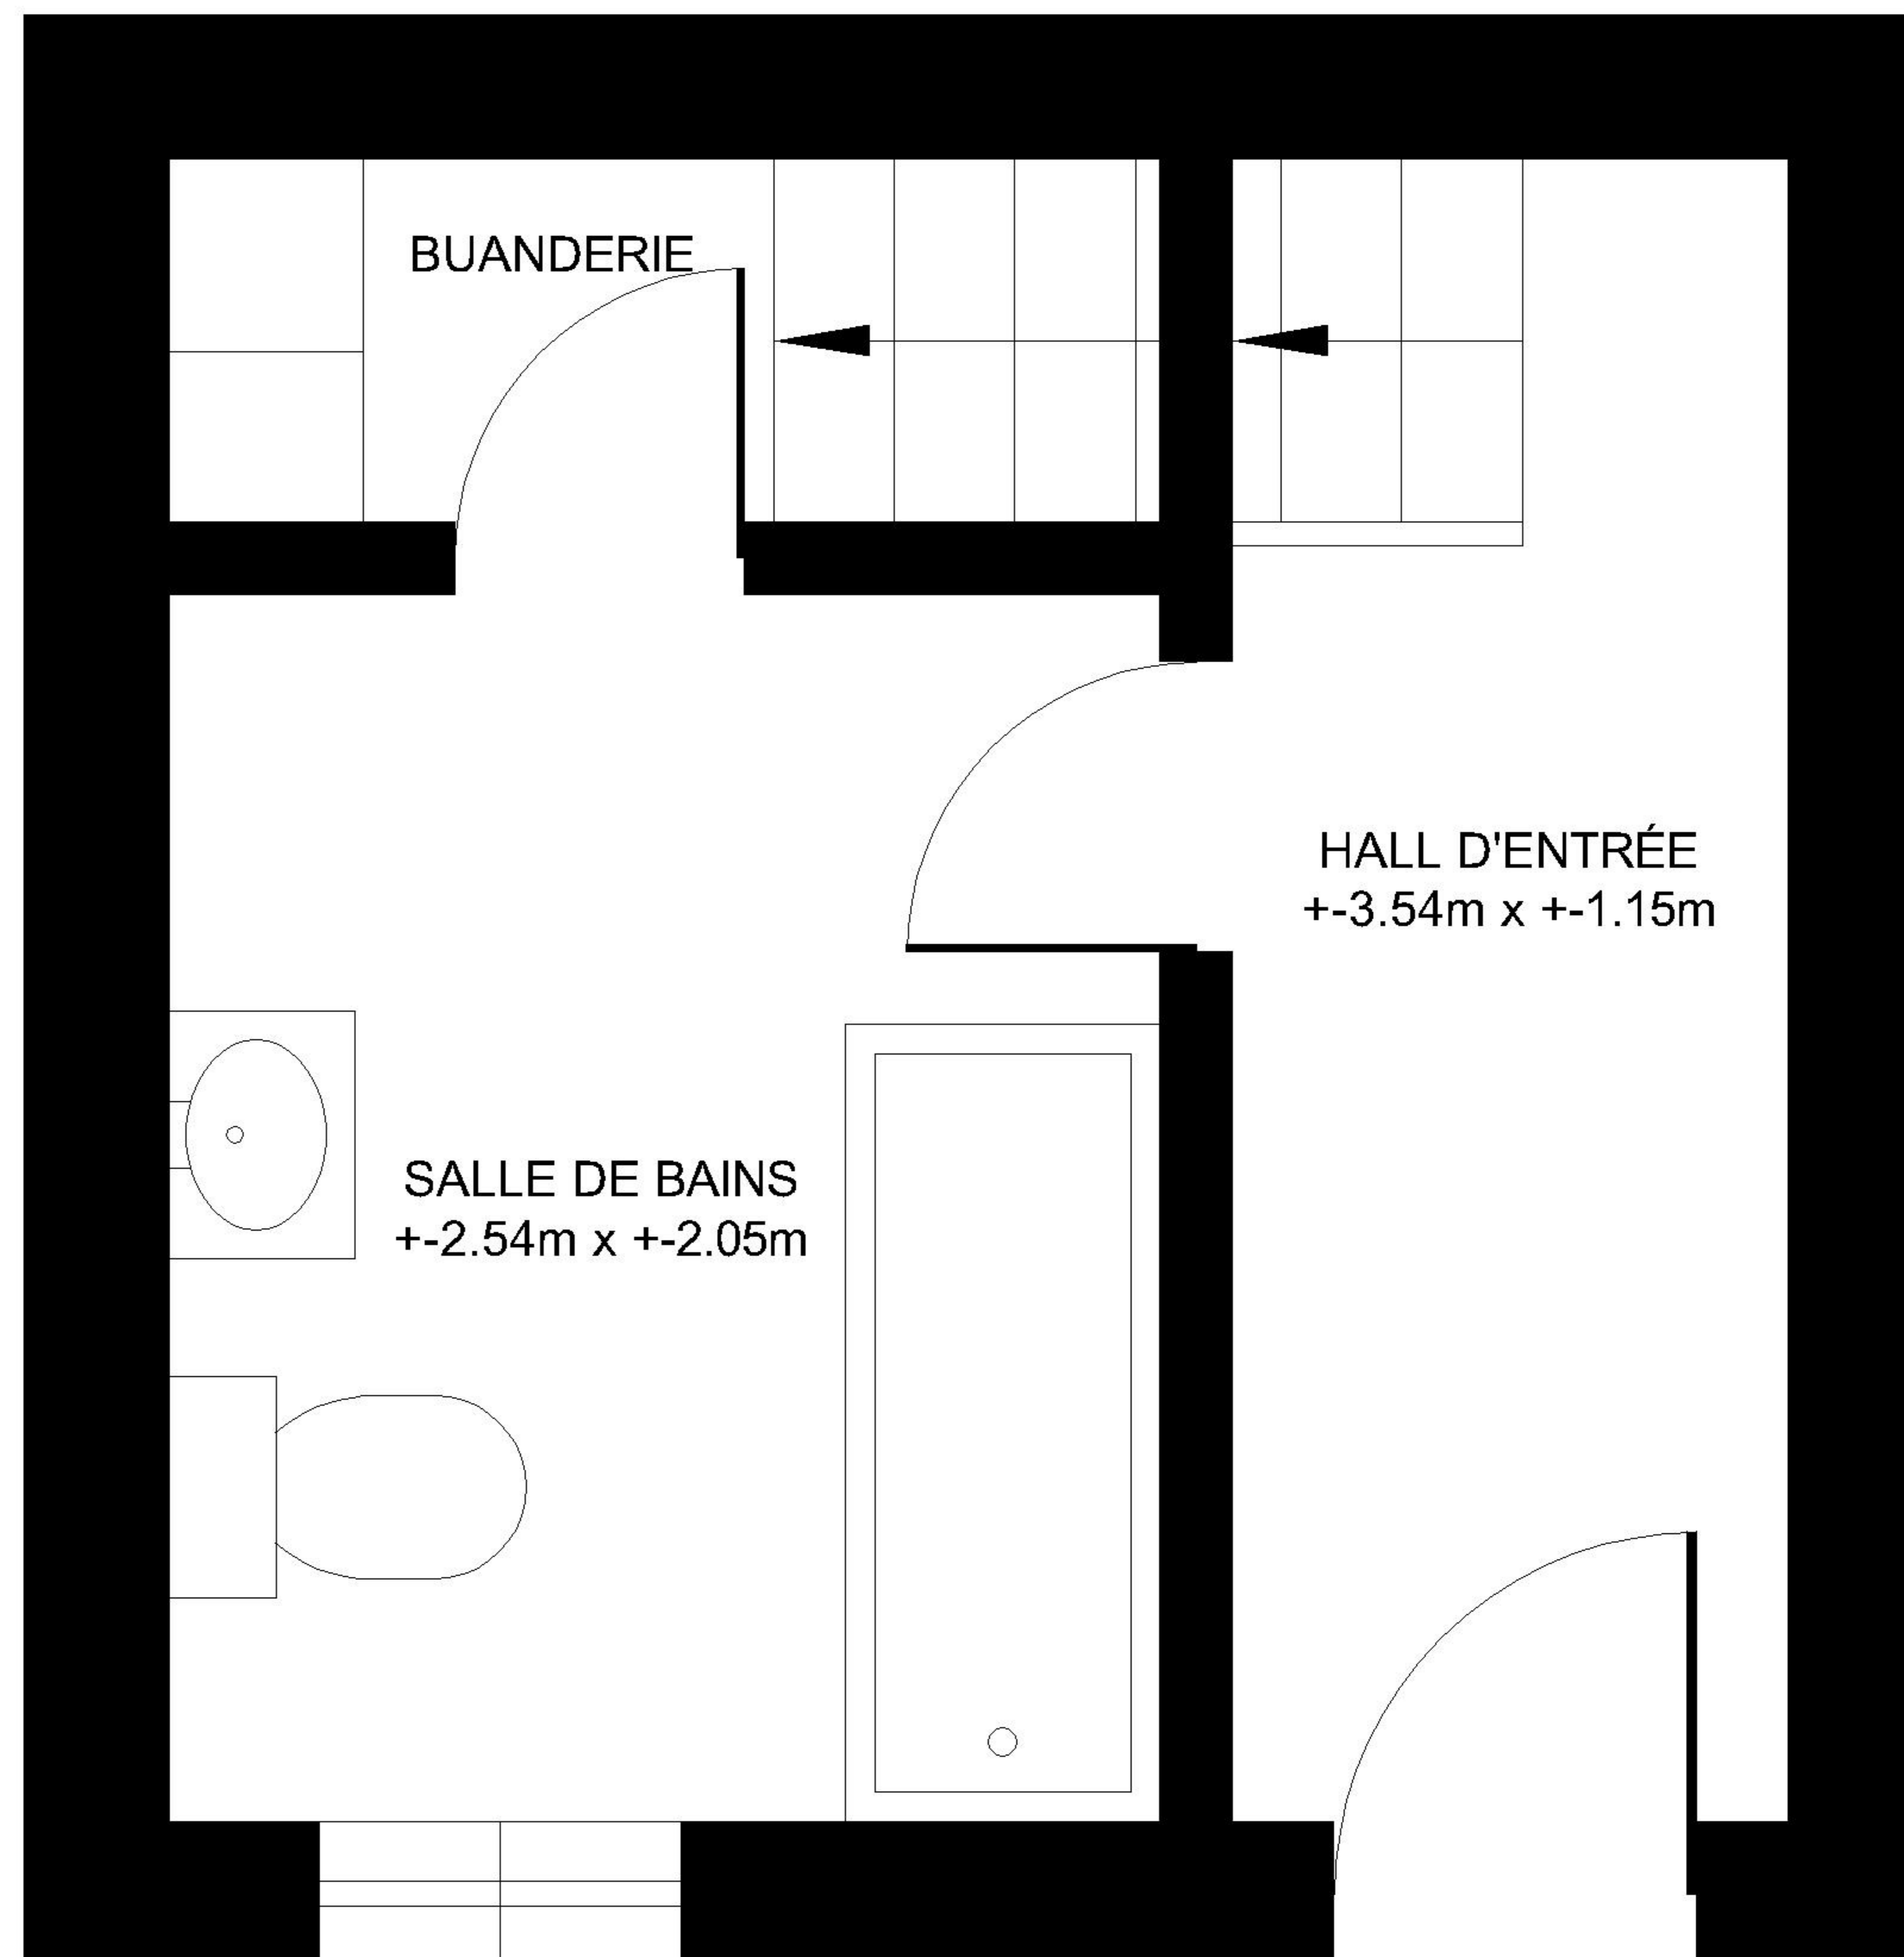 BUANDERIE
HALL D'ENTRÉE
+-3.54m x +-1.15m
SALLE DE BAINS
+-2.54m x +-2.05m